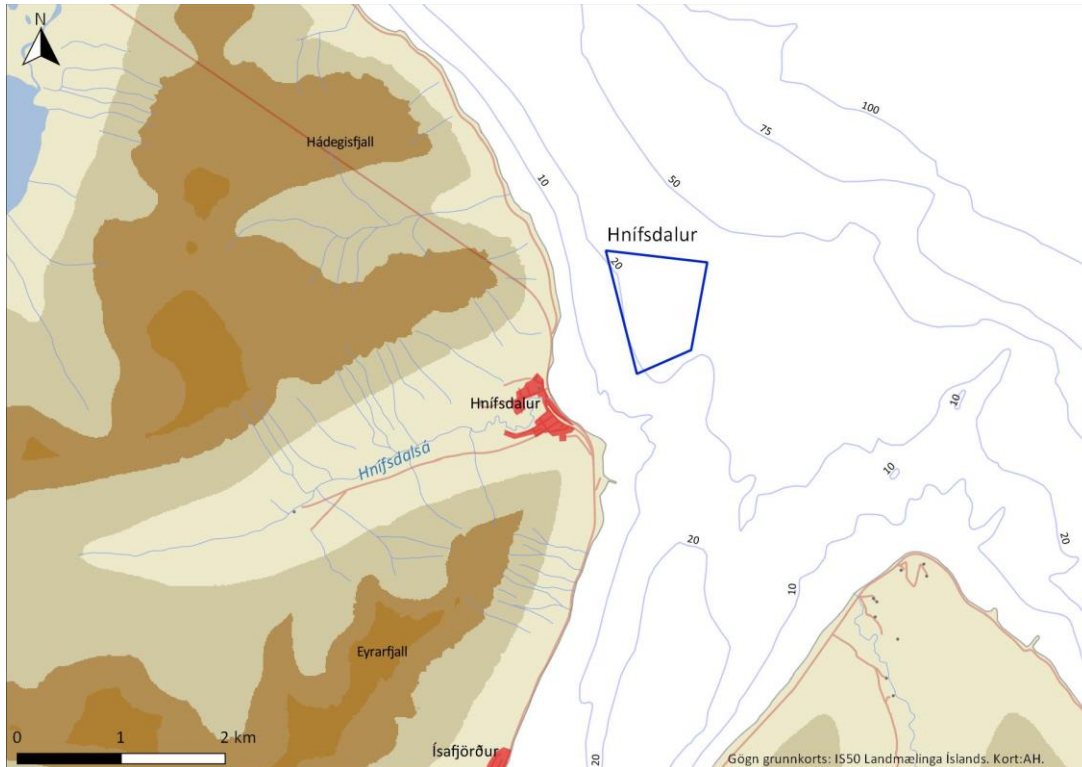 N
100
75
Hádegisfjall
10
50
Hnífsdalur
20
Hnífsdalur
10
Hnífsdalsá
10
20
20
10
Eyrarfjall
0 1 2 km
Ísafjörður
20
Gögn grunnkorts: IS50 Landmælinga Íslands. Kort:AH.